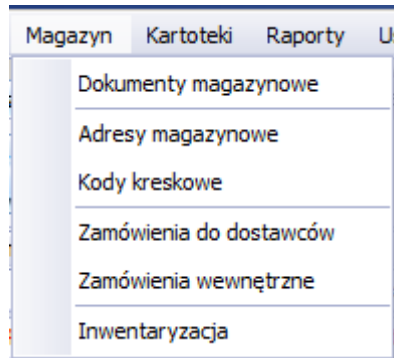 Magazyn Kartoteki Raporty
Dokumenty magazynowe
Adresy magazynowe
Kody kreskowe
Zamówienia do dostawców
Zamówienia wewnętrzne
Inwentaryzacja